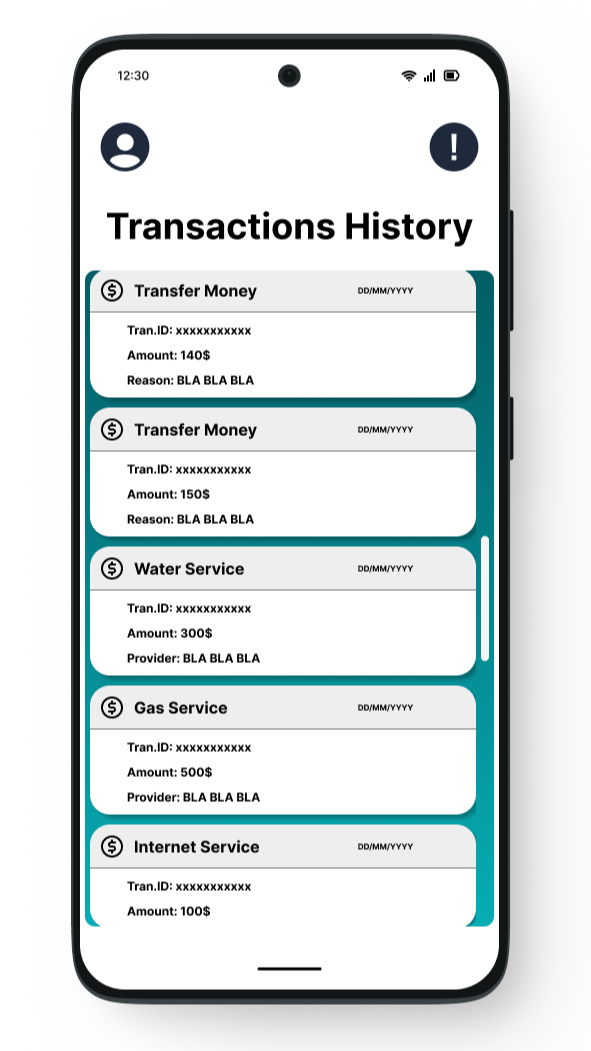 12:30
!
Transactions History
Transfer Money DD/MM/YYYY
Tran.ID: xxxxxxxxxxx
Amount: 140$
Reason: BLA BLA BLA
Transfer Money DD/MM/YYYY
Tran.ID: xxxxxxxxxxx
Amount: 150$
Reason: BLA BLA BLA
Water Service DD/MM/YYYY
Tran.ID: xxxxxxxxxxx
Amount: 300$
Provider: BLA BLA BLA
Gas Service DD/MM/YYYY
Tran.ID: xxxxxxxxxxx
Amount: 500$
Provider: BLA BLA BLA
Internet Service DD/MM/YYYY
Tran.ID: xxxxxxxxxxx
Amount: 100$